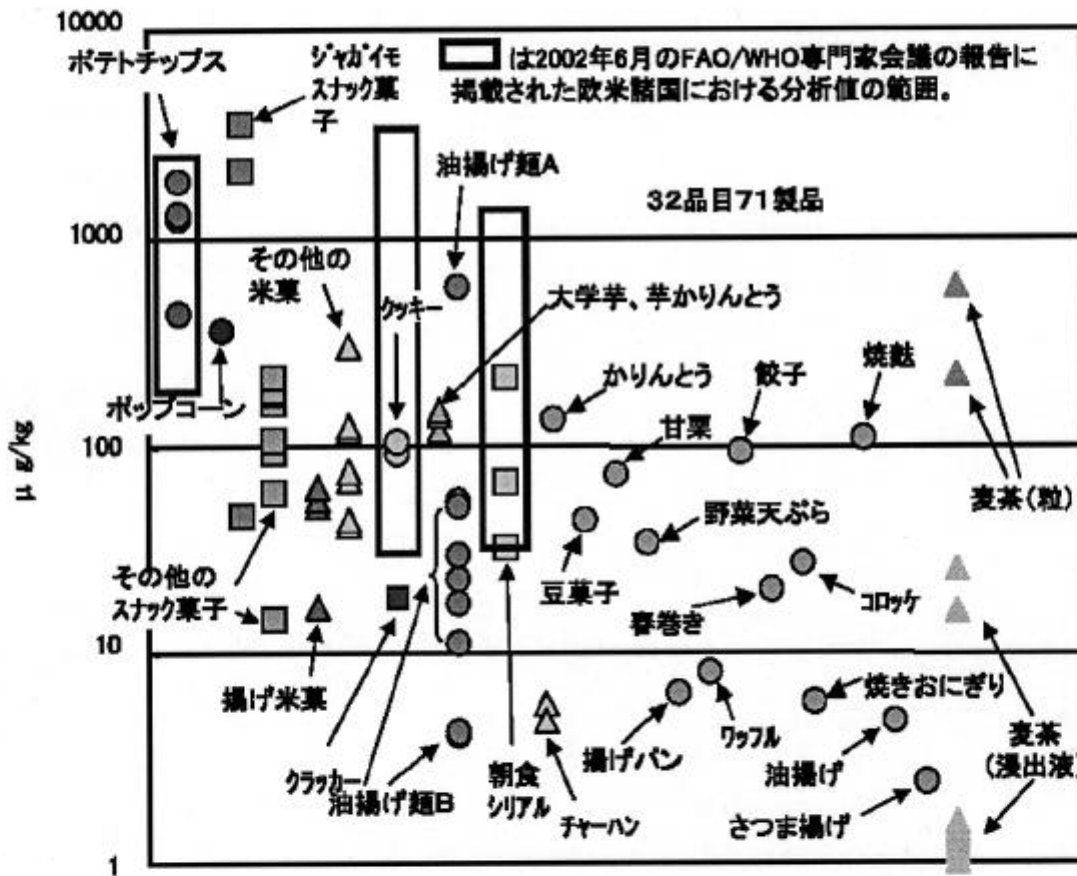 10000
ポテトチップス
ジャガイモ
スナック菓
子
は2002年6月のFAO/WHO専門家会議の報告に
掲載された欧米諸国における分析値の範囲。
油揚げ麺A
32品目71製品
1000
その他の
米菓
クッキー
大学芋、芋かりんとう
かりんとう
餃子
焼麩
ポップコーン
甘栗
100
μg/kg
麦茶(粒)
野菜天ぷら
その他の
スナック菓子
豆菓子
春巻き
コロッケ
10
揚げ米菓
焼きおにぎり
ワッフル
揚げパン
油揚げ
麦茶
(浸出液)
クラッカー
油揚げ麺B
朝食
シリアル
チャーハン
さつま揚げ
1